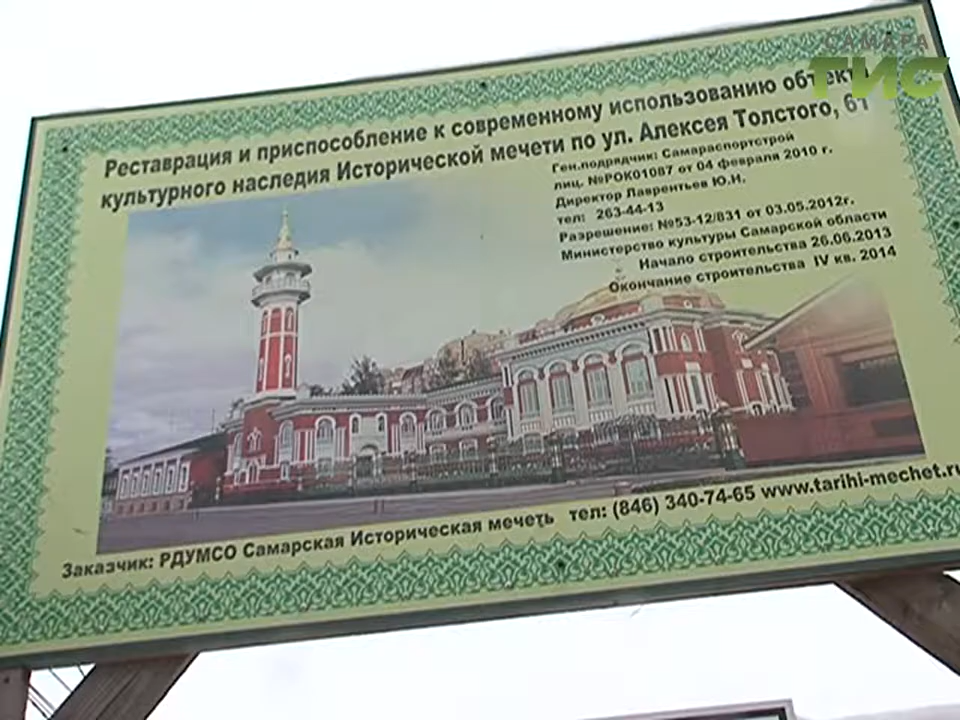 САМАРА
ГИС
Реставрация и приспособление к современному использованию объекта
культурного наследия Исторической мечети по ул. Алексея Толстого, 61
Ген.подрядчик: Самараспортстрой
лиц. №РОК01087 от 04 февраля 2010 г.
Директор Лаврентьев Ю.Н.
тел: 263-44-13
Разрешение: №53-12/831 от 03.05.2012г.
Министерство культуры Самарской области
Начало строительства 26.06.2013
Окончание строительства IV кв. 2014
Заказчик: РДУМСО Самарская Историческая мечеть тел: (846) 340-74-65 www.tarihi-mechet.ru